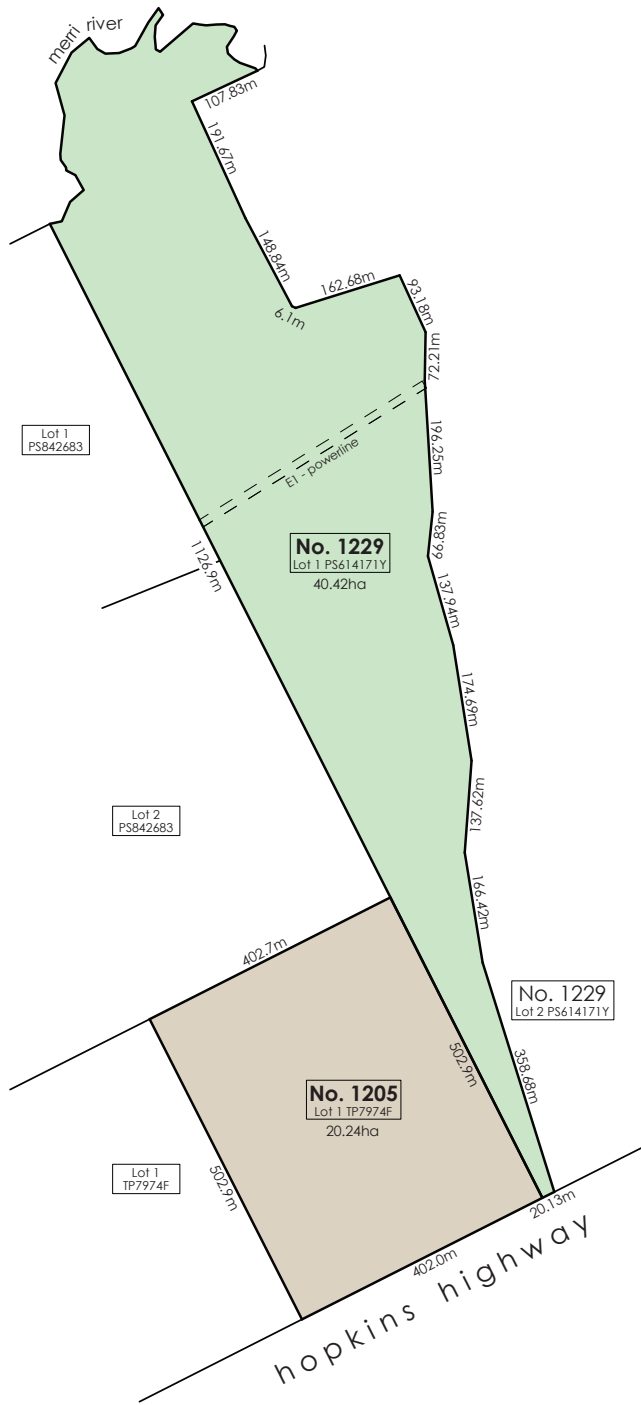 merri river
107.83m
191.67m
148.84m
162.68m
6.1m
93.18m
72.21m
Lot 1
PS842683
196.25m
E1 - powerline
66.83m
No. 1229
Lot 1 PS614171Y
40.42ha
1126.9m
137.94m
174.69m
137.62m
Lot 2
PS842683
166.42m
402.7m
No. 1229
Lot 2 PS614171Y
502.9m
358.68m
No. 1205
Lot 1 TP7974F
20.24ha
Lot 1
TP7974F
502.9m
20.13m
402.0m
hopkins highway